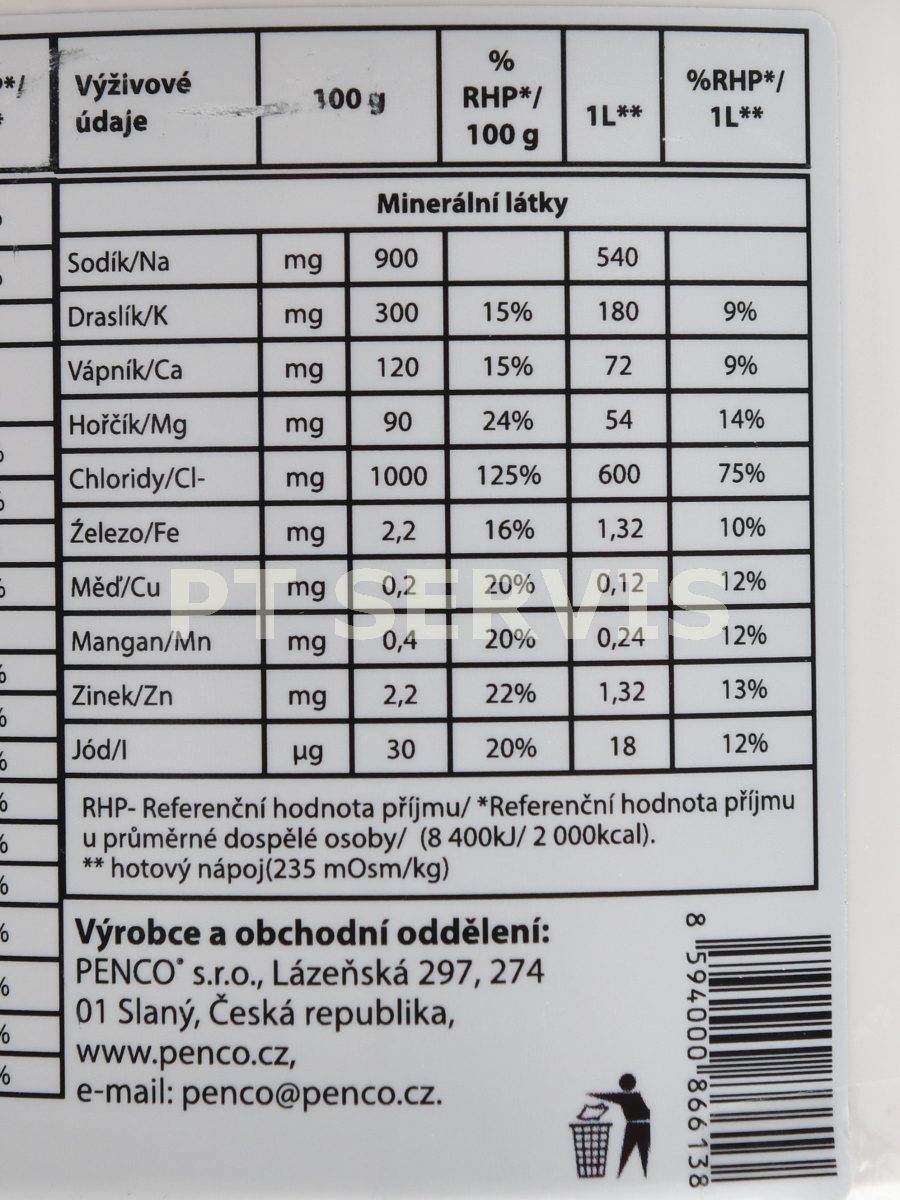 Výživové údaje 100 g % RHP*/ 100 g 1L** %RHP*/ 1L**
Minerální látky
Sodík/Na mg 900 540
Draslík/K mg 300 15% 180 9%
Vápník/Ca mg 120 15% 72 9%
Hořčík/Mg mg 90 24% 54 14%
Chloridy/Cl- mg 1000 125% 600 75%
Źelezo/Fe mg 2,2 16% 1,32 10%
Měď/Cu mg 0,2 20% 0,12 12%
PT SERVIS
Mangan/Mn mg 0,4 20% 0,24 12%
Zinek/Zn mg 2,2 22% 1,32 13%
Jód/I µg 30 20% 18 12%
RHP- Referenční hodnota příjmu/ *Referenční hodnota příjmu
u průměrné dospělé osoby/ (8 400kJ/ 2 000kcal).
** hotový nápoj(235 mOsm/kg)
Výrobce a obchodní oddělení:
PENCO® s.r.o., Lázeňská 297, 274
01 Slaný, Česká republika,
www.penco.cz,
e-mail: penco@penco.cz.
8 594000 866138